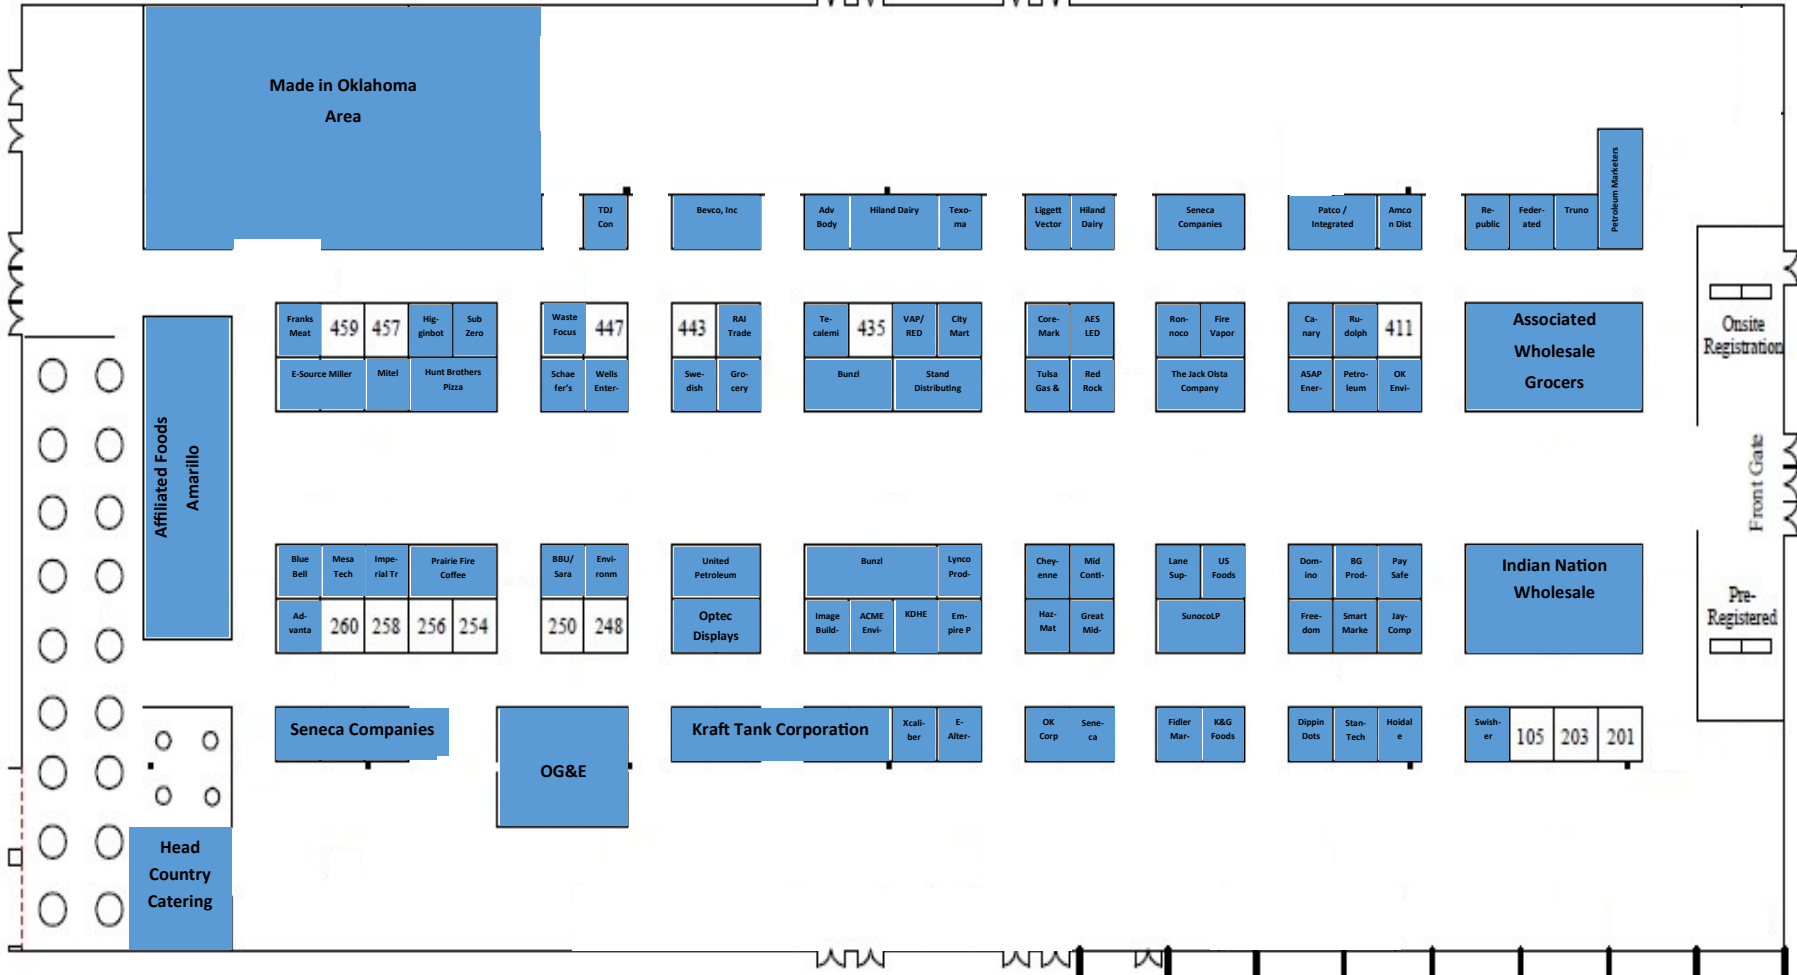 Made in Oklahoma
Area
Petroleum Marketers
TDJ
Con
Bevco, Inc
Adv
Body
Hiland Dairy
Texo-
ma
Liggett
Vector
Hiland
Dairy
Seneca
Companies
Patco /
Integrated
Amco
n Dist
Re-
public
Feder-
ated
Truno
Onsite
Registration
Franks
Meat
459
457
Hig-
ginbot
Sub
Zero
Waste
Focus
447
443
RAI
Trade
Te-
calemi
435
VAP/
RED
City
Mart
Core-
Mark
AES
LED
Ron-
noco
Fire
Vapor
Ca-
nary
Ru-
dolph
411
Associated
Wholesale
Grocers
E-Source Miller
Mitel
Hunt Brothers
Pizza
Schae
fer's
Wells
Enter-
Swe-
dish
Gro-
cery
Bunzl
Stand
Distributing
Tulsa
Gas &
Red
Rock
The Jack Olsta
Company
ASAP
Ener-
Petro-
leum
OK
Envi-
Affiliated Foods
Amarillo
Front Gate
Blue
Bell
Mesa
Tech
Impe-
rial Tr
Prairie Fire
Coffee
BBU/
Sara
Envi-
ronm
United
Petroleum
Bunzl
Lynco
Prod-
Chey-
enne
Mid
Conti-
Lane
Sup-
US
Foods
Dom-
ino
BG
Prod-
Pay
Safe
Indian Nation
Wholesale
Ad-
vanta
260
258
256
254
250
248
Optec
Displays
Image
Build-
ACME
Envi-
KDHE
Em-
pire P
Haz-
Mat
Great
Mid-
SunocoLP
Free-
dom
Smart
Marke
Jay-
Comp
Pre-
Registered
Seneca Companies
OG&E
Kraft Tank Corporation
Xcali-
ber
E-
Alter-
OK
Corp
Sene-
ca
Fidler
Mar-
K&G
Foods
Dippin
Dots
Stan-
Tech
Hoidal
e
Swish-
er
105
203
201
Head
Country
Catering